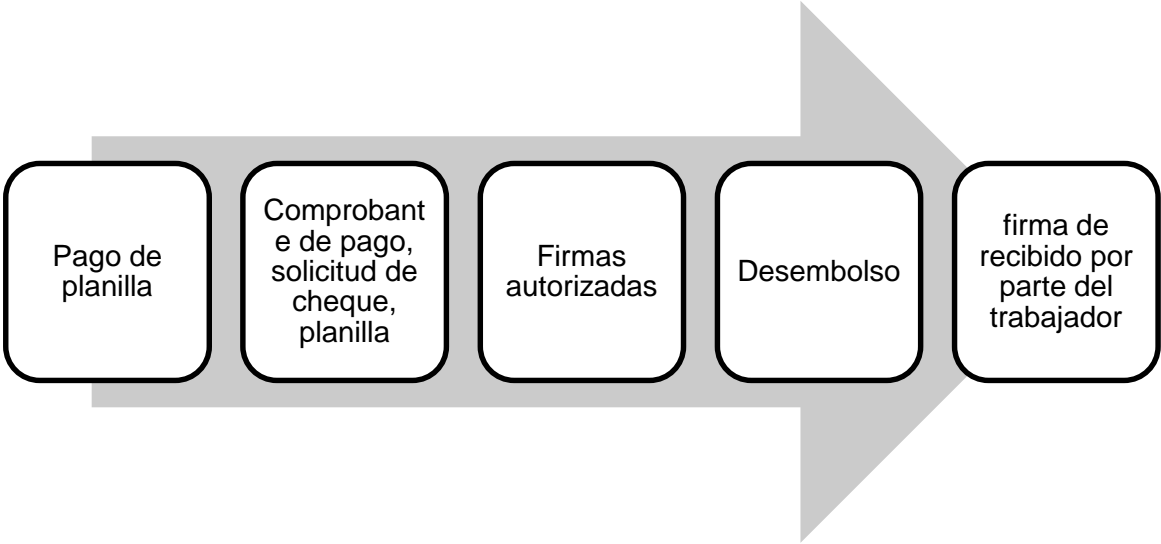 Pago de
planilla
Comprobant
e de pago,
solicitud de
cheque,
planilla
Firmas
autorizadas
Desembolso
firma de
recibido por
parte del
trabajador